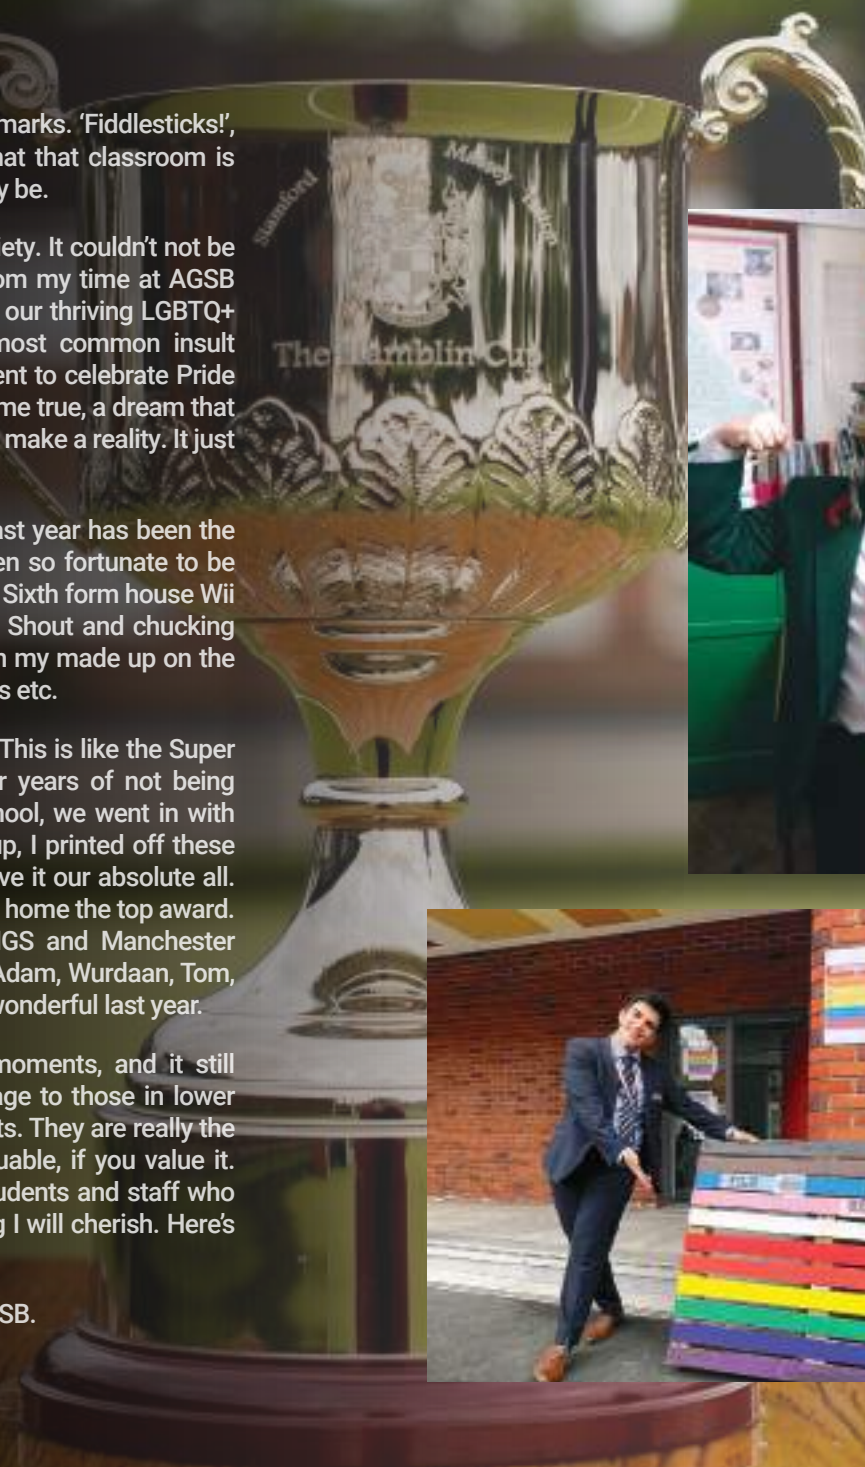 marks. ‘Fiddlesticks!’,
hat that classroom is
y be.
iety. It couldn’t not be
om my time at AGSB
our thriving LGBTQ+
most common insult
ent to celebrate Pride
me true, a dream that
make a reality. It just
ast year has been the
en so fortunate to be
Sixth form house Wii
Shout and chucking
n my made up on the
s etc.
This is like the Super
r years of not being
hool, we went in with
up, I printed off these
ve it our absolute all.
home the top award.
GS and Manchester
Adam, Wurdaan, Tom,
wonderful last year.
moments, and it still
age to those in lower
ts. They are really the
uable, if you value it.
udents and staff who
g I will cherish. Here’s
SB.
Stamford Massey
The Hamblin Cup